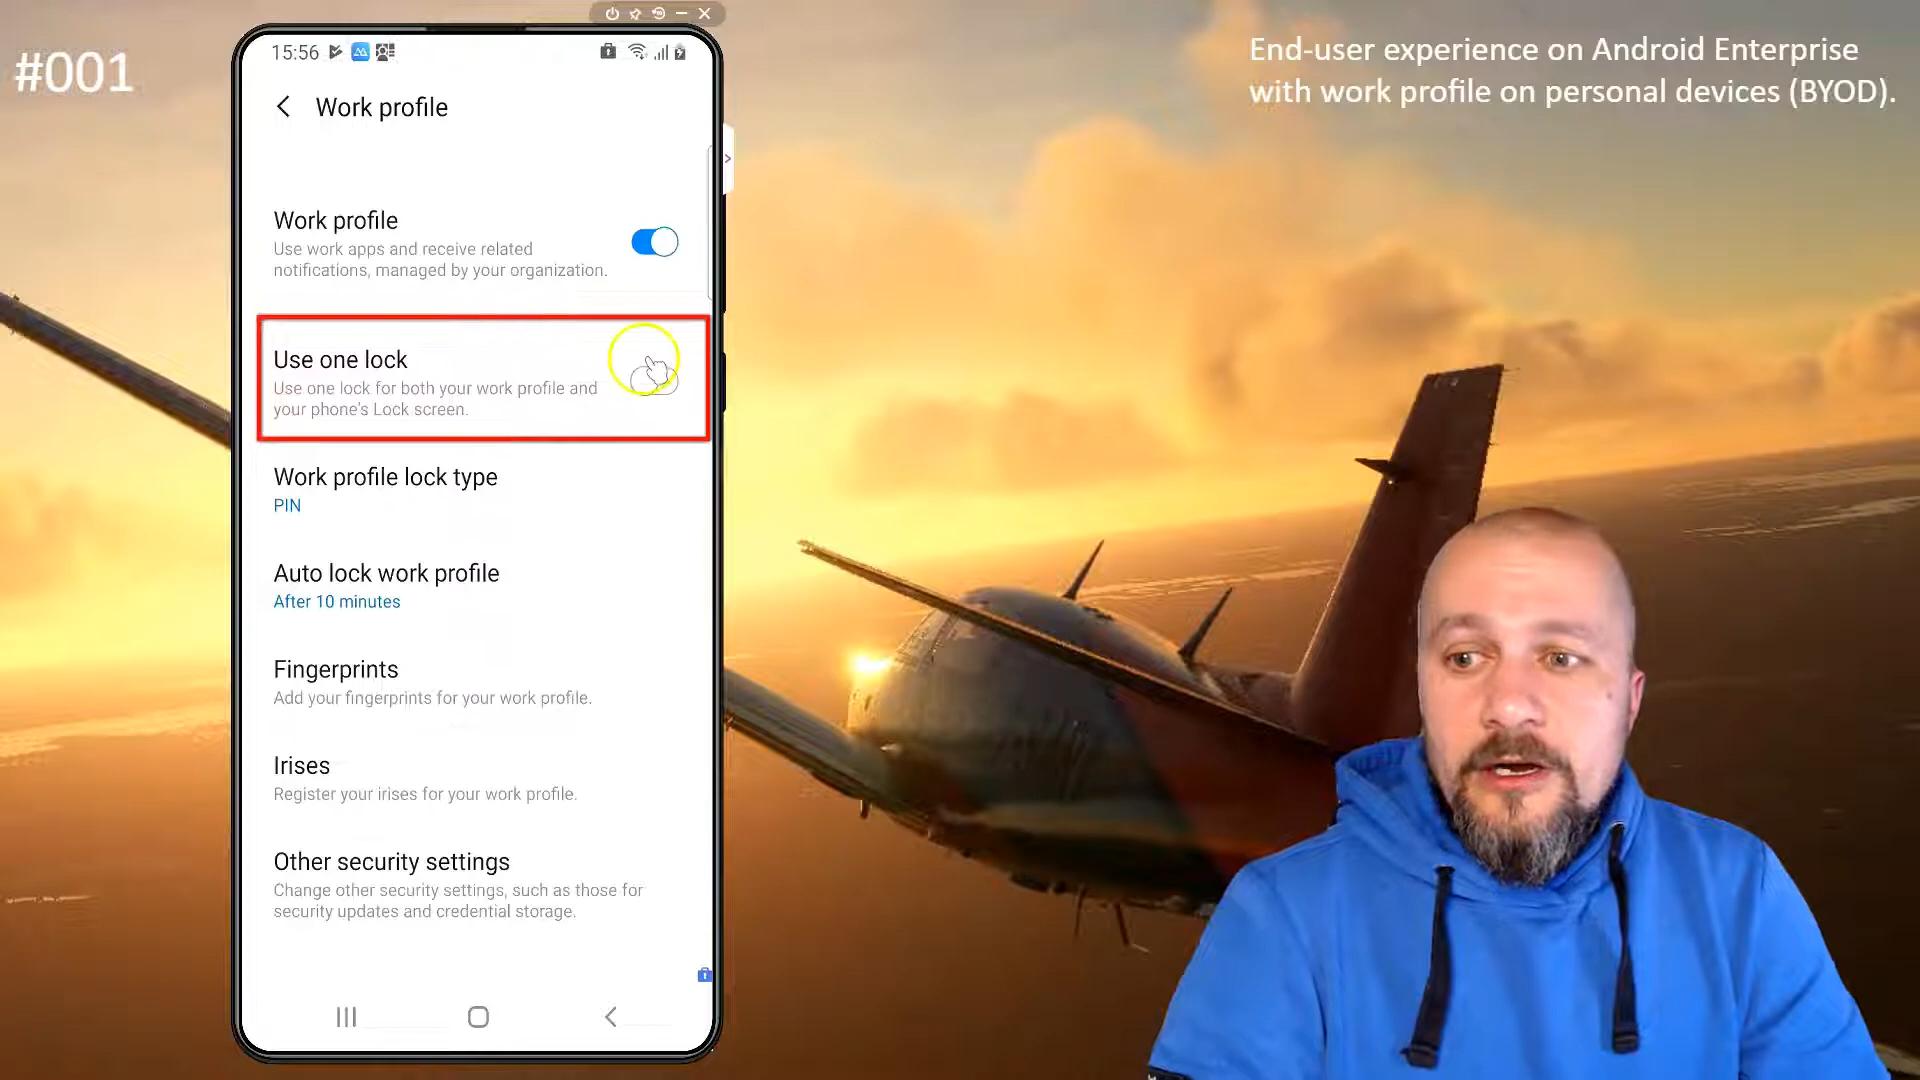 #001
15:56
Work profile
Work profile
Use work apps and receive related
notifications, managed by your organization.
Use one lock
Use one lock for both your work profile and
your phone's Lock screen.
Work profile lock type
PIN
Auto lock work profile
After 10 minutes
Fingerprints
Add your fingerprints for your work profile.
Irises
Register your irises for your work profile.
Other security settings
Change other security settings, such as those for
security updates and credential storage.
End-user experience on Android Enterprise
with work profile on personal devices (BYOD).